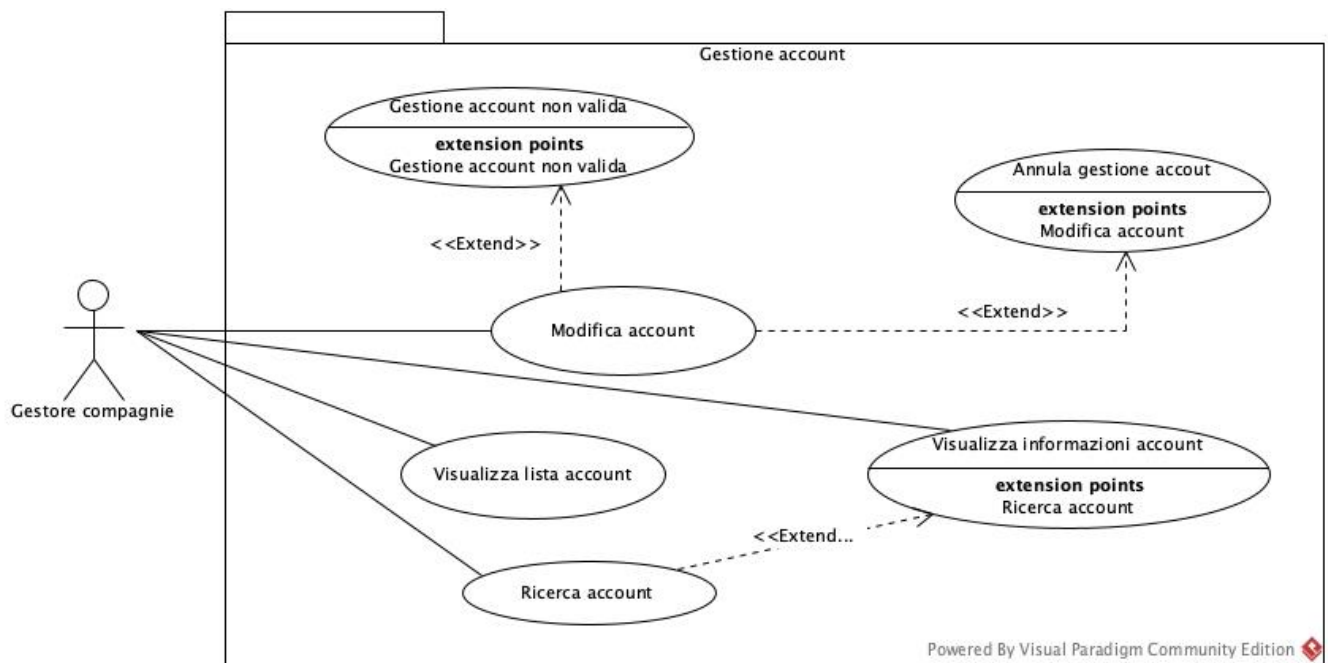 Gestione account
Gestione account non valida
extension points
Gestione account non valida
Annula gestione accout
extension points
Modifica account
<<Extend>>
<<Extend>>
Modifica account
Gestore compagnie
Visualizza informazioni account
extension points
Ricerca account
Visualizza lista account
<<Extend...
Ricerca account
Powered By Visual Paradigm Community Edition